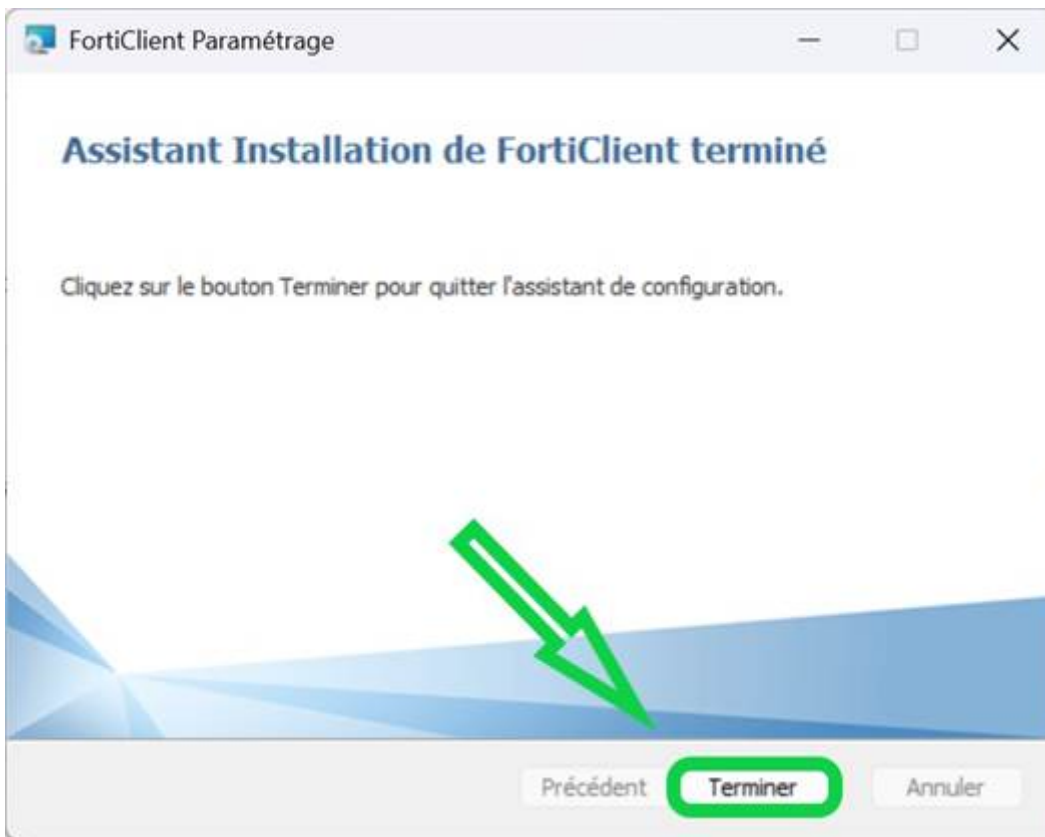 FortiClient Paramétrage
Assistant Installation de FortiClient terminé
Cliquez sur le bouton Terminer pour quitter l'assistant de configuration.
Précédent Terminer Annuler